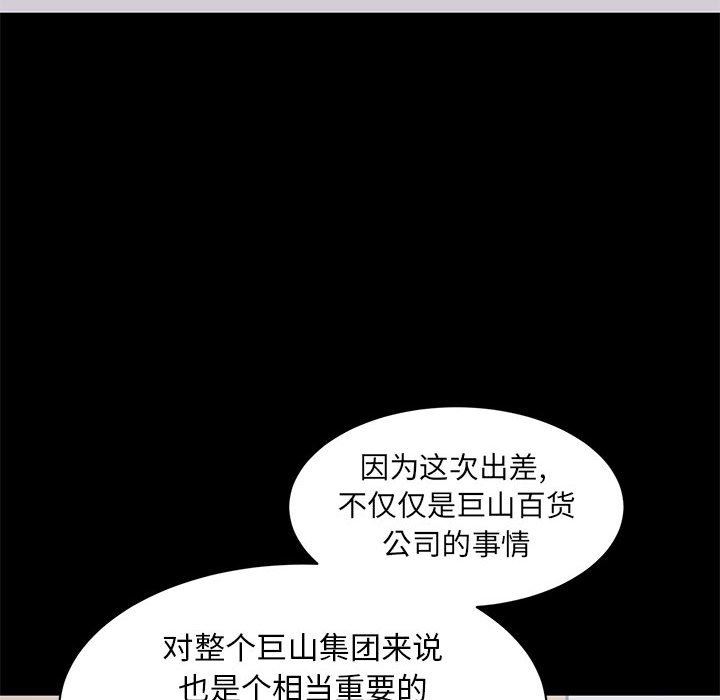 因为这次出差,
不仅仅是巨山百货
公司的事情
对整个巨山集团来说
也是个相当重要的